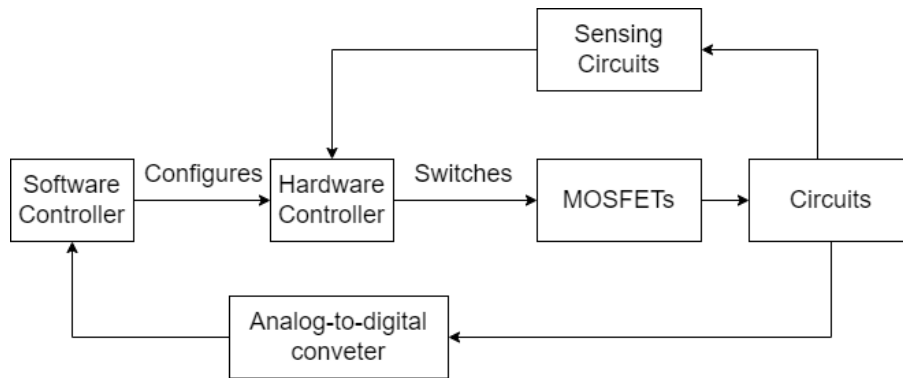 Sensing
Circuits
Software
Controller
Configures
Hardware
Controller
Switches
MOSFETs
Circuits
Analog-to-digital
conveter